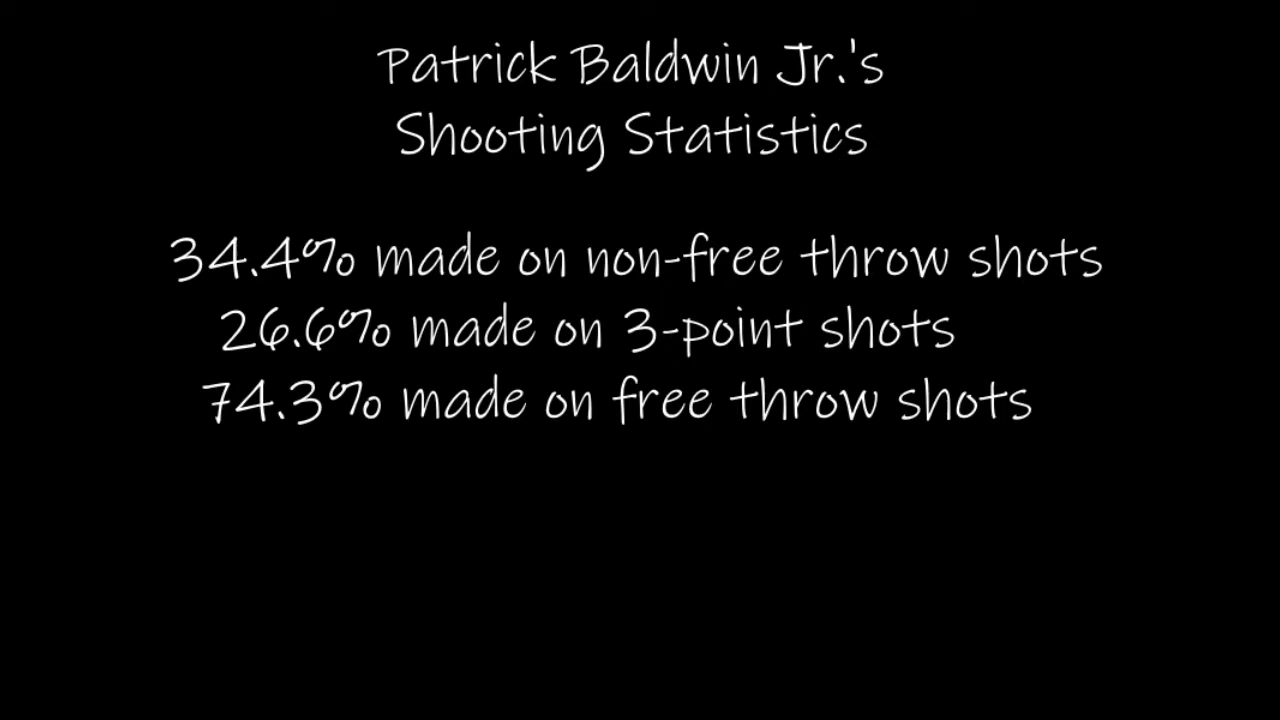 Patrick Baldwin Jr.'s
Shooting Statistics
34.4% made on non-free throw shots
26.6% made on 3-point shots
74.3% made on free throw shots